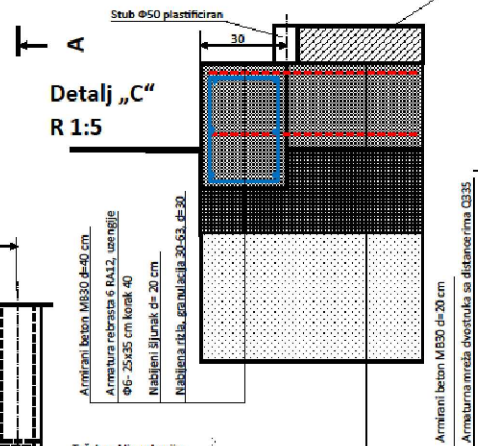 Stub Φ50 plastificiran
30
A
Detalj „C“
R 1:5
Armirani beton MB30 d=40 cm
Armatura rebrasta 6 RA12, uzengije
Φ6- 25x35 cm korak 40
Nabijeni šljunak d= 20 cm
Nabijena rizla, granulacija 30-63, d=30
Armirani beton MB30 d=20 cm
Armaturna mreža dvostruka sa distancerima Q335